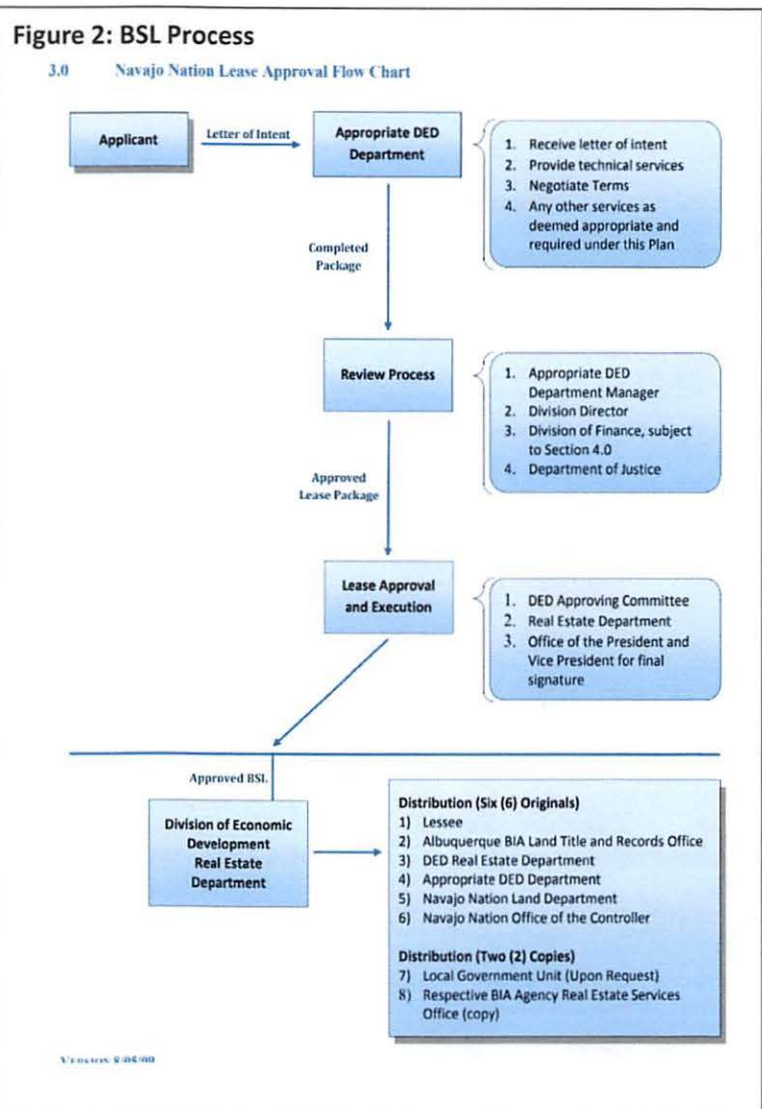 Figure 2: BSL Process
3.0 Navajo Nation Lease Approval Flow Chart
Applicant
Letter of Intent
Appropriate DED
Department
1. Receive letter of intent
2. Provide technical services
3. Negotiate Terms
4. Any other services as
deemed appropriate and
required under this Plan
Completed
Package
Review Process
1. Appropriate DED
Department Manager
2. Division Director
3. Division of Finance, subject
to Section 4.0
4. Department of Justice
Approved
Lease Package
Lease Approval
and Execution
1. DED Approving Committee
2. Real Estate Department
3. Office of the President and
Vice President for final
signature
Approved BSL
Division of Economic
Development
Real Estate
Department
Distribution (Six (6) Originals)
1) Lessee
2) Albuquerque BIA Land Title and Records Office
3) DED Real Estate Department
4) Appropriate DED Department
5) Navajo Nation Land Department
6) Navajo Nation Office of the Controller
Distribution (Two (2) Copies)
7) Local Government Unit (Upon Request)
8) Respective BIA Agency Real Estate Services
Office (copy)